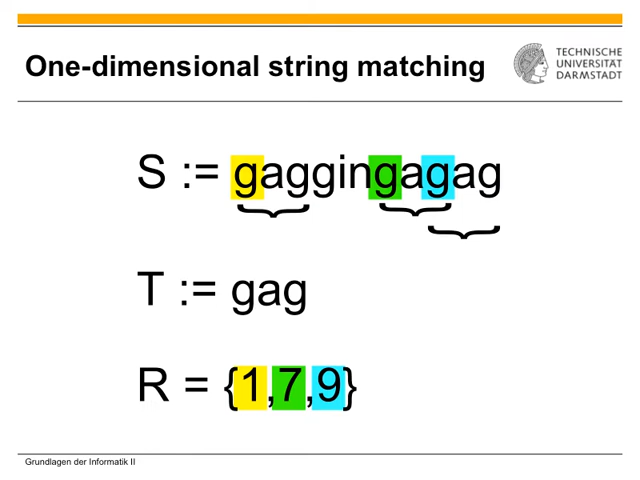 One-dimensional string matching
TECHNISCHE
UNIVERSITÄT
DARMSTADT
S := gaggingagag
T := gag
R = {1,7,9}
Grundlagen der Informatik II